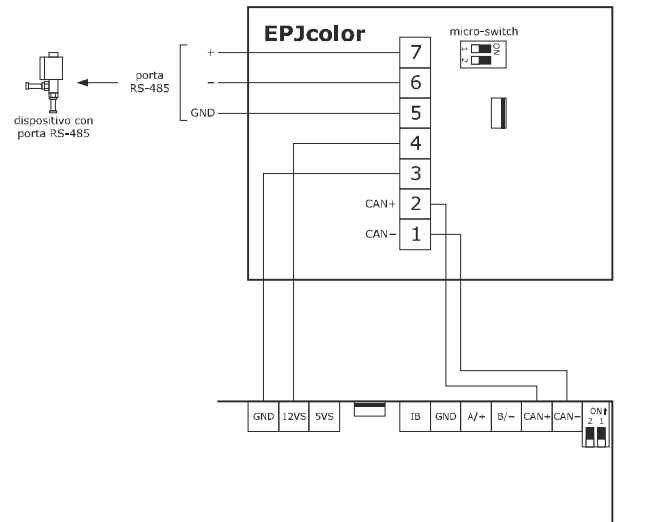 EPJcolor
micro-switch
ON
1
2
+
7
porta
RS-485
−
6
GND
5
dispositivo con
porta RS-485
4
3
CAN+
2
CAN−
1
GND
12VS
5VS
IB
GND
A/+
B/−
CAN+
CAN−
ON
2 1